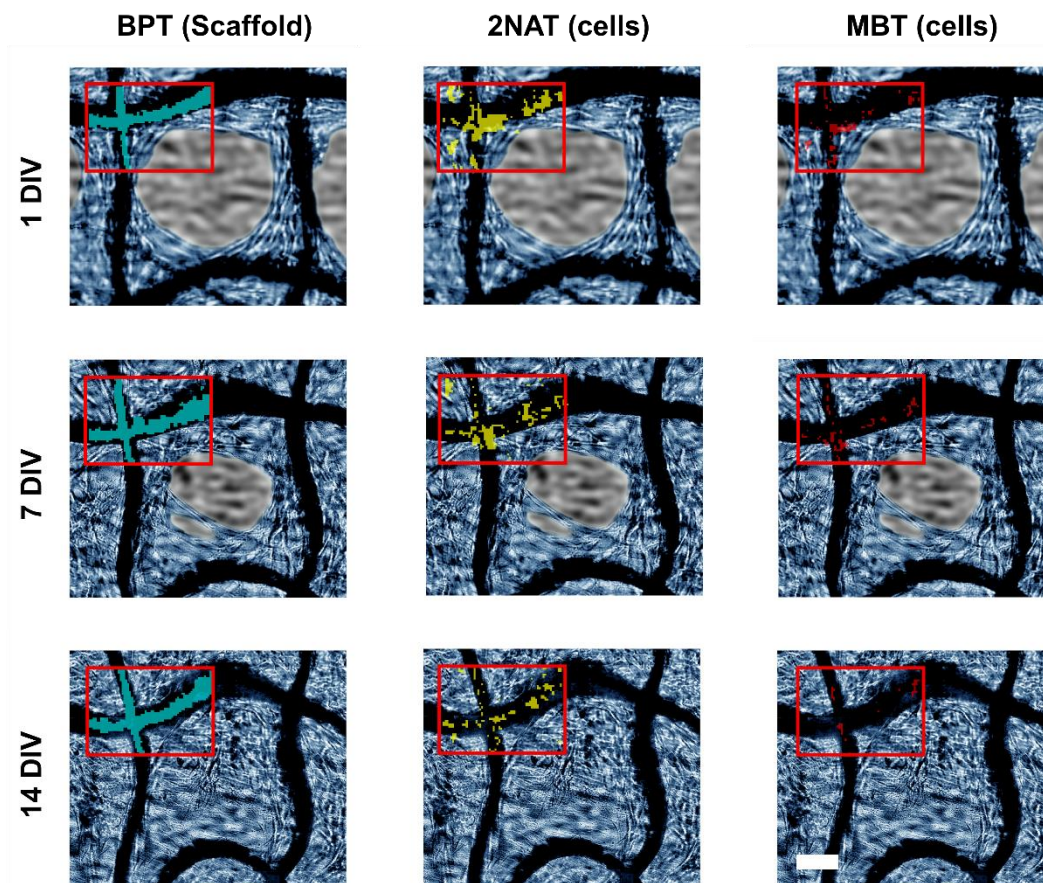 BPT (Scaffold) 2NAT (cells) MBT (cells)
1 DIV
7 DIV
14 DIV